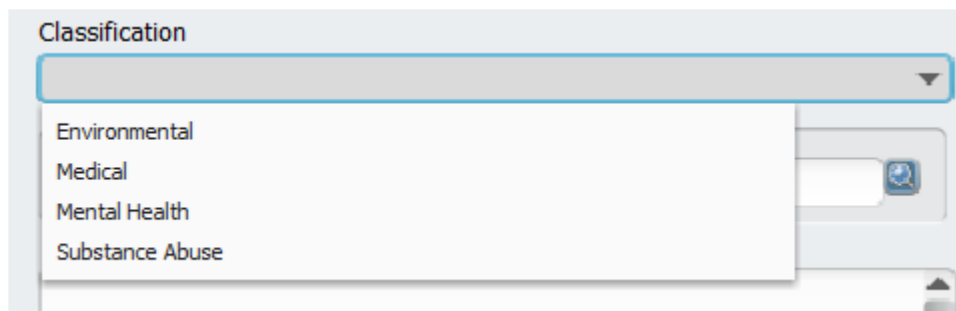 Classification
Environmental
Medical
Mental Health
Substance Abuse